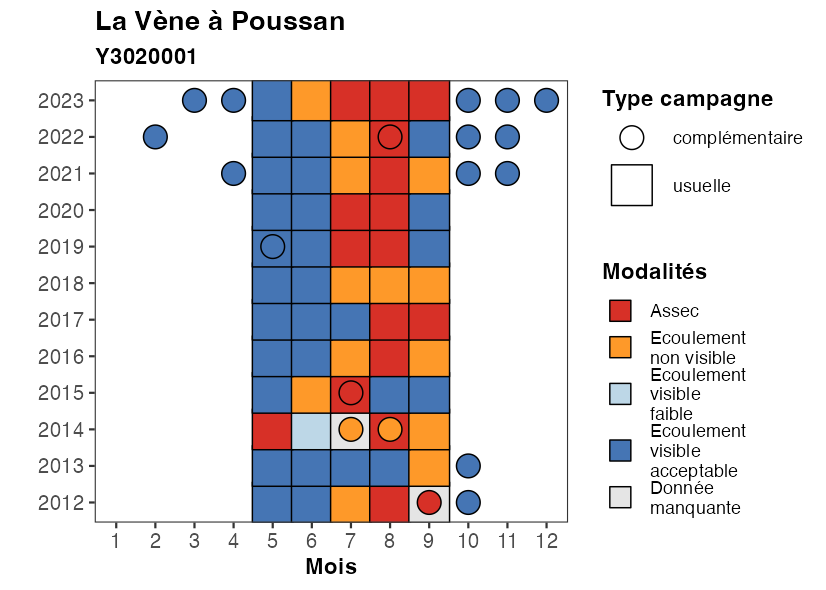 La Vène à Poussan
Y3020001
2023
2022
2021
2020
2019
2018
2017
2016
2015
2014
2013
2012
1 2 3 4 5 6 7 8 9 10 11 12
Mois
Type campagne
complémentaire
usuelle
Modalités
Assec
Ecoulement
non visible
Ecoulement
visible
faible
Ecoulement
visible
acceptable
Donnée
manquante